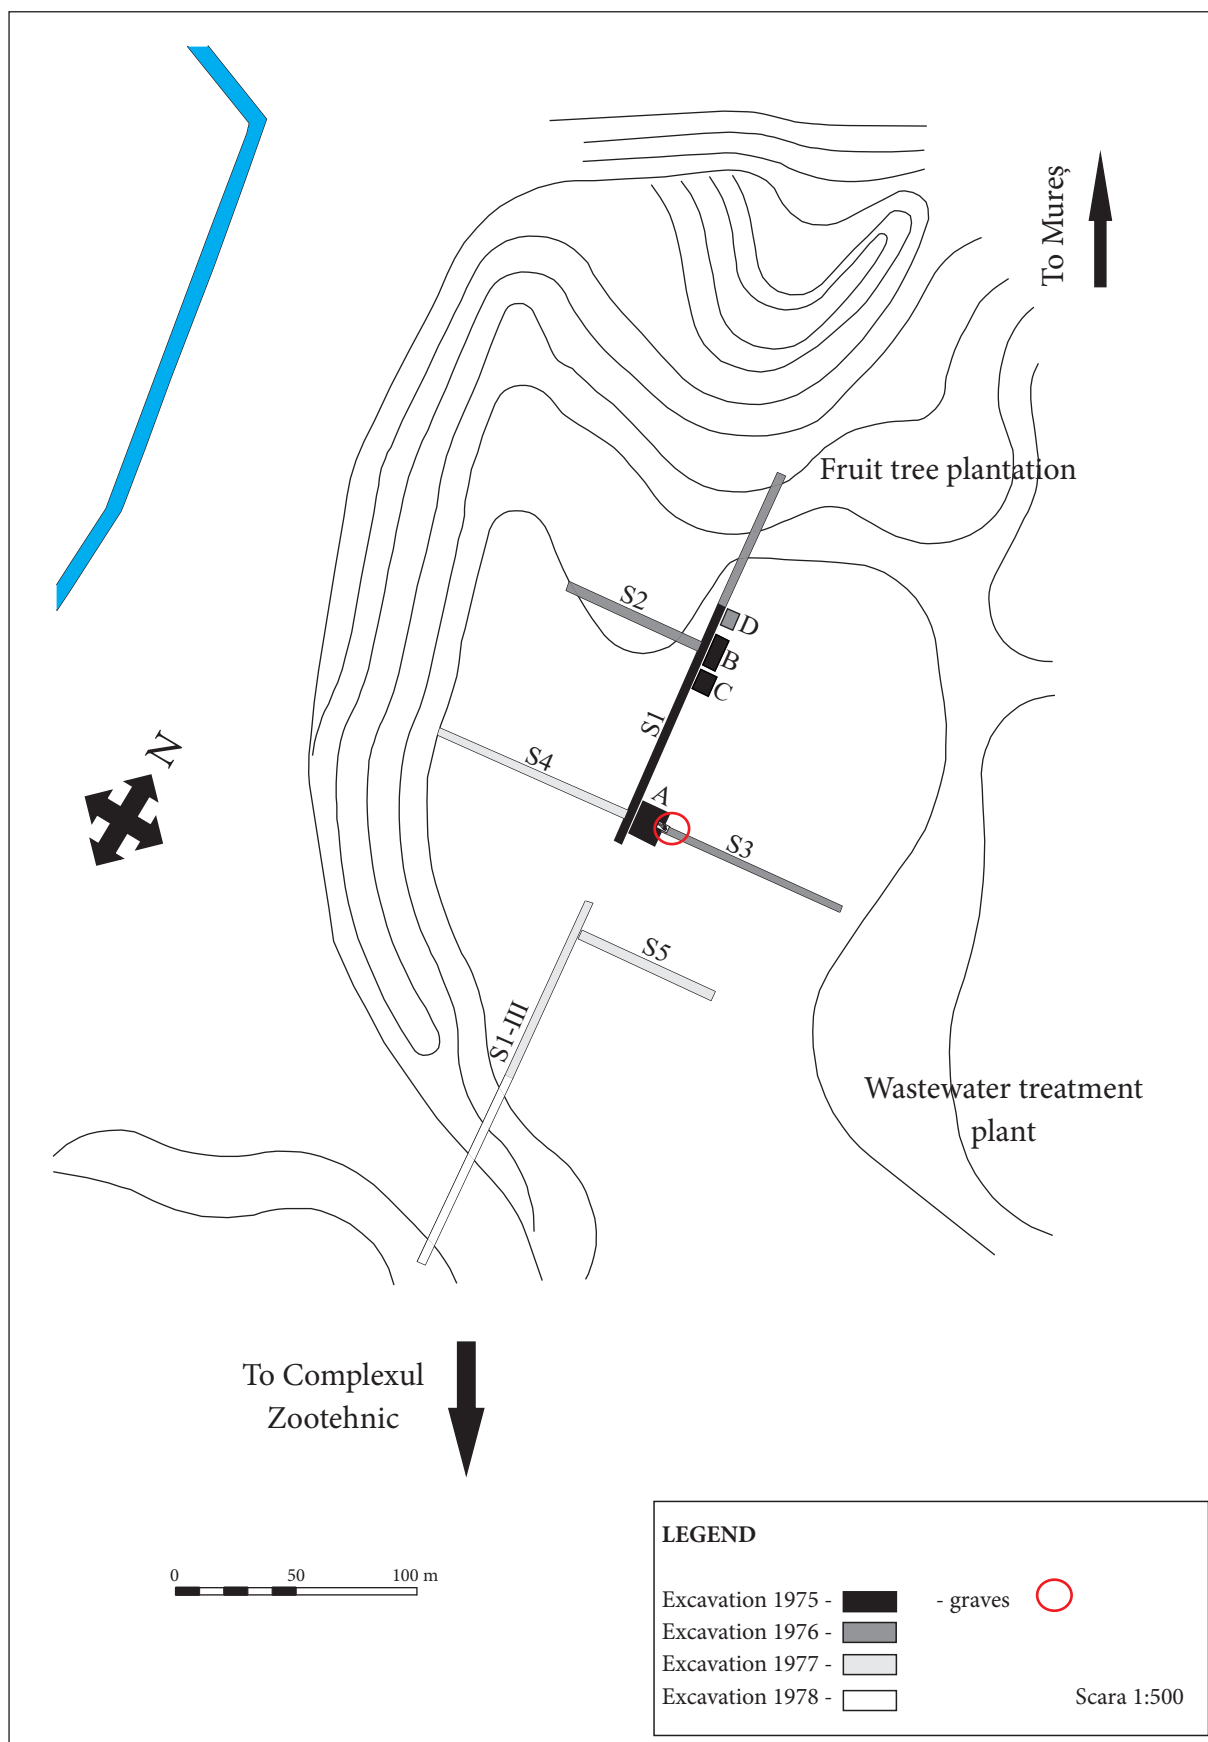 To Mureș
Fruit tree plantation
S2
D
B
C
S1
N
S4
A
S3
S5
S1-III
Wastewater treatment
plant
To Complexul
Zootehnic
0 50 100 m
LEGEND
Excavation 1975 - - graves
Excavation 1976 -
Excavation 1977 -
Excavation 1978 - Scara 1:500